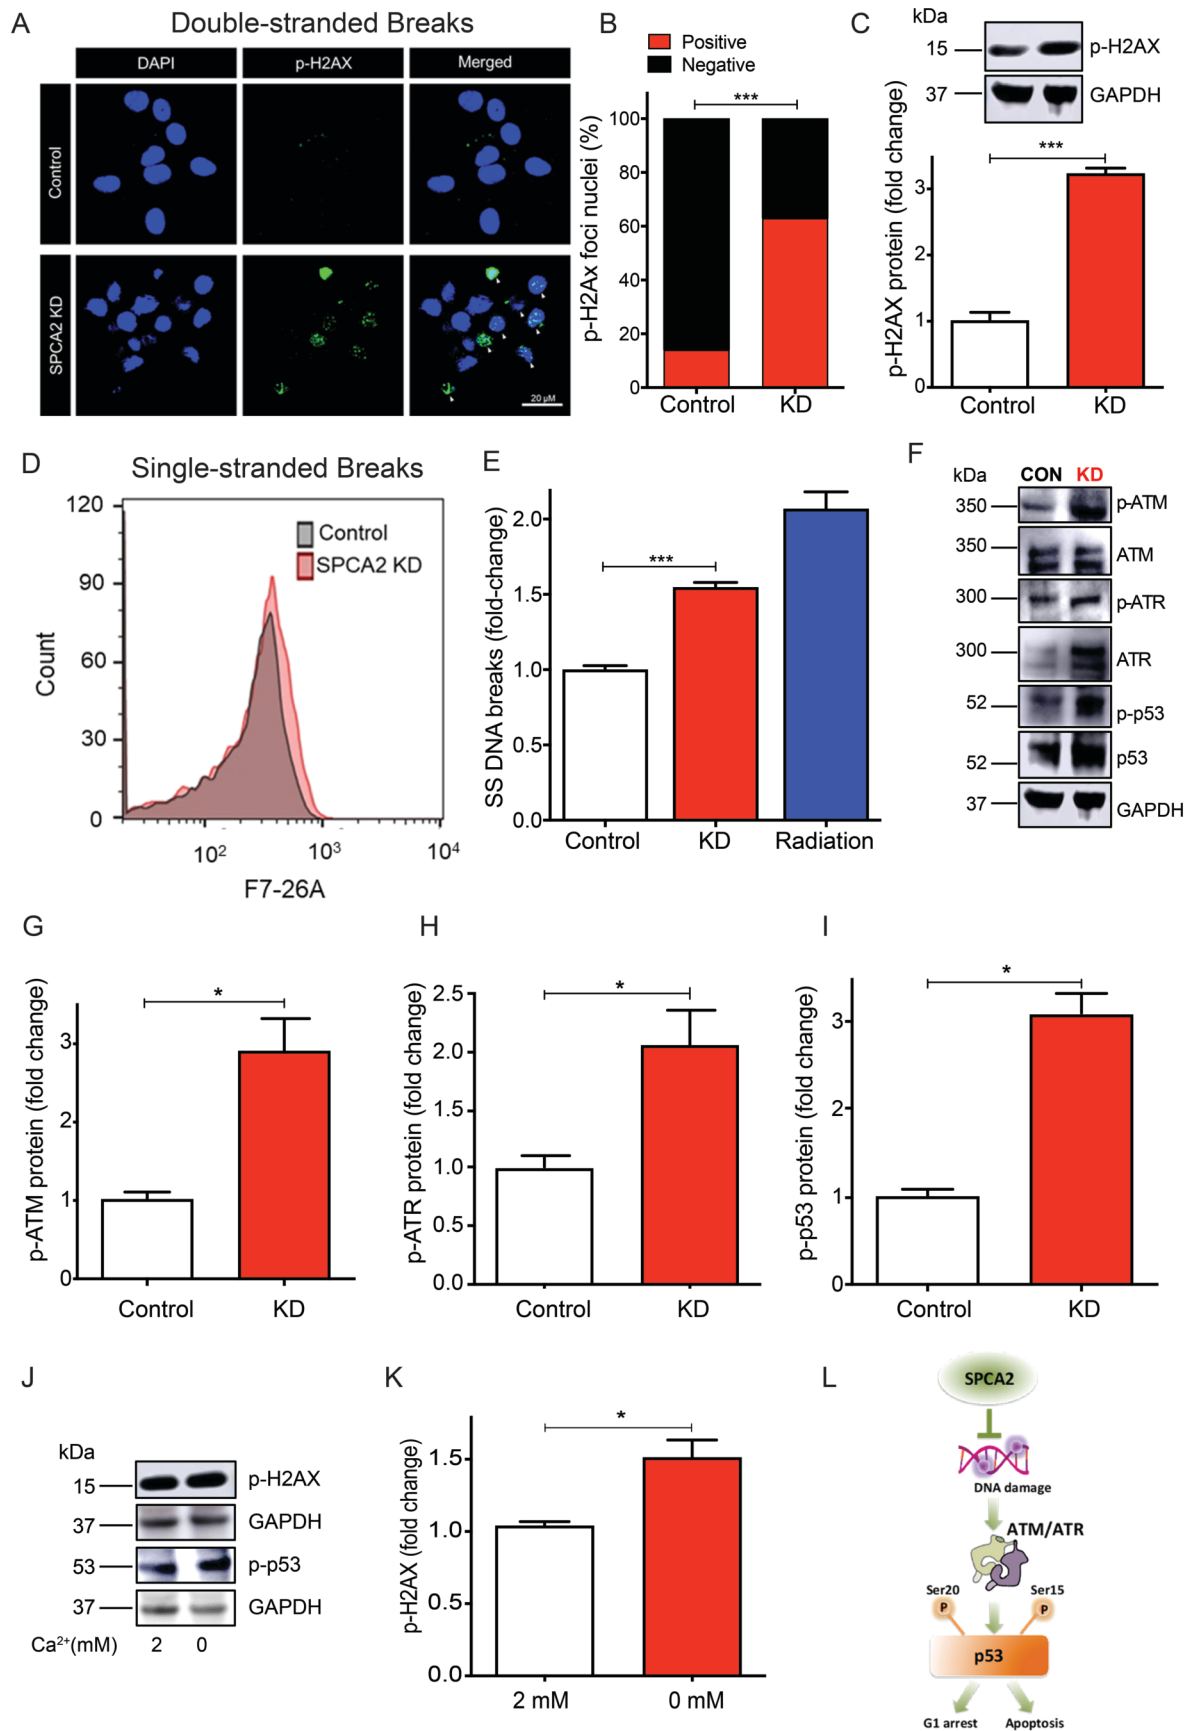 A
Double-stranded Breaks
DAPI
p-H2AX
Merged
Control
SPCA2 KD
20 µM
B
Positive
Negative
***
p-H2Ax foci nuclei (%)
100
80
60
40
20
0
Control
KD
C
kDa
15
p-H2AX
37
GAPDH
***
p-H2AX protein (fold change)
3
2
1
0
Control
KD
D
Single-stranded Breaks
120
90
60
30
0
Count
Control
SPCA2 KD
10²
10³
10⁴
F7-26A
E
SS DNA breaks (fold-change)
2.0
1.5
1.0
0.5
0.0
***
Control
KD
Radiation
F
kDa
CON
KD
350
p-ATM
350
ATM
300
p-ATR
300
ATR
52
p-p53
52
p53
37
GAPDH
G
p-ATM protein (fold change)
*
3
2
1
0
Control
KD
H
p-ATR protein (fold change)
*
2.5
2.0
1.5
1.0
0.5
0.0
Control
KD
I
p-p53 protein (fold change)
*
3
2
1
0
Control
KD
J
kDa
15
p-H2AX
37
GAPDH
53
p-p53
37
GAPDH
Ca²⁺(mM)
2
0
K
p-H2AX (fold change)
*
1.5
1.0
0.5
0.0
2 mM
0 mM
L
SPCA2
DNA damage
ATM/ATR
Ser20
Ser15
P
P
p53
G1 arrest
Apoptosis